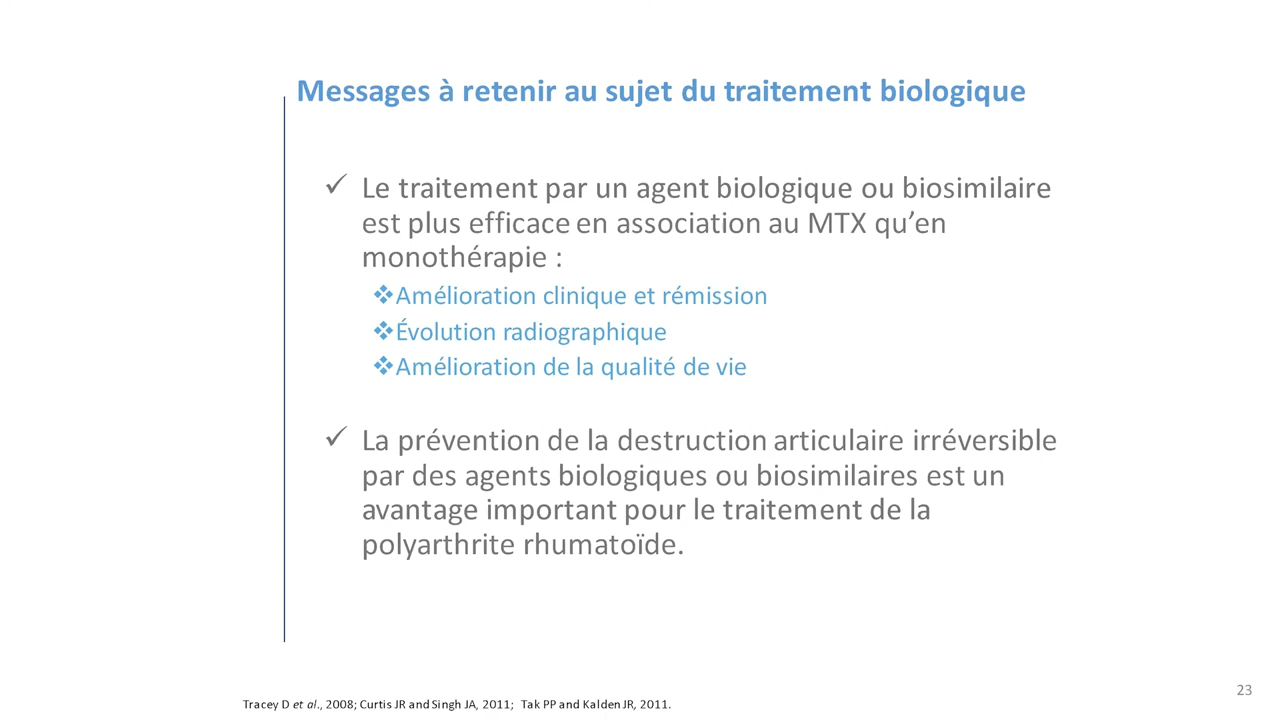 Messages à retenir au sujet du traitement biologique
✓ Le traitement par un agent biologique ou biosimilaire
est plus efficace en association au MTX qu’en
monothérapie :
❖Amélioration clinique et rémission
❖Évolution radiographique
❖Amélioration de la qualité de vie
✓ La prévention de la destruction articulaire irréversible
par des agents biologiques ou biosimilaires est un
avantage important pour le traitement de la
polyarthrite rhumatoïde.
23
Tracey D et al., 2008; Curtis JR and Singh JA, 2011; Tak PP and Kalden JR, 2011.